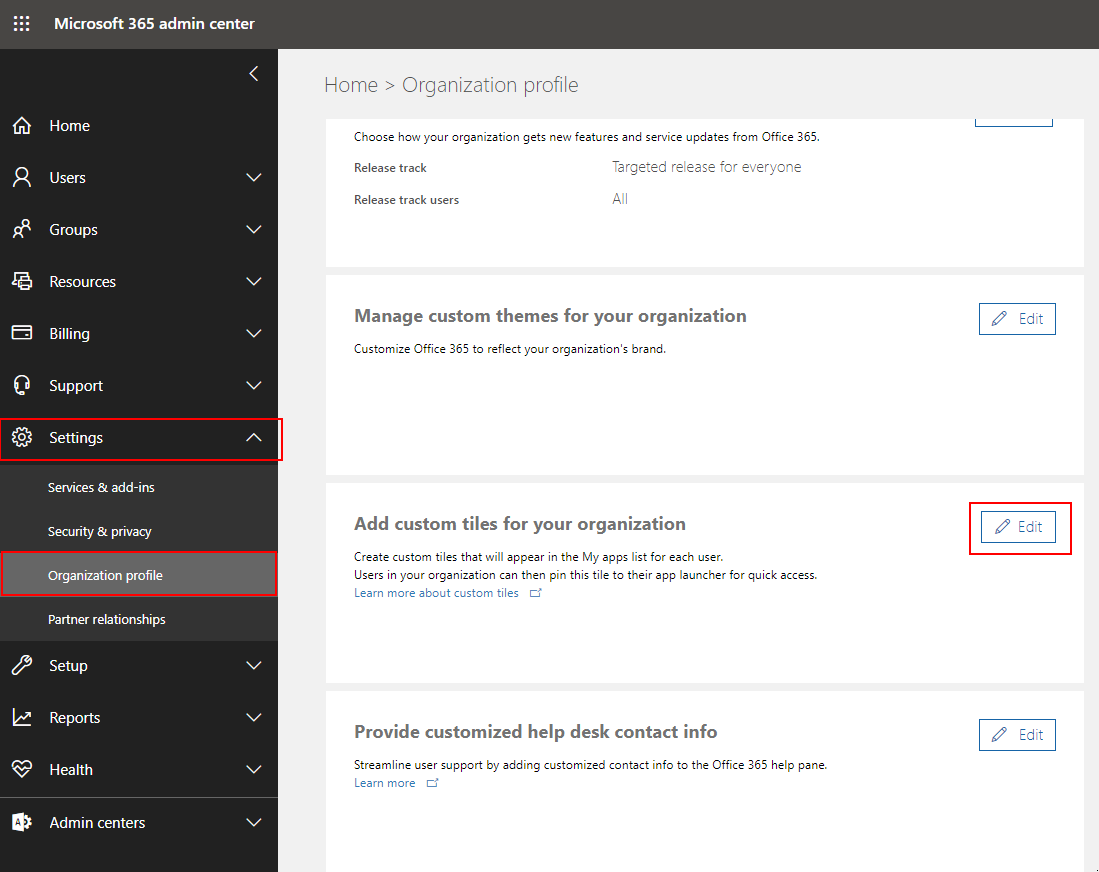 Microsoft 365 admin center
Home
Users
Groups
Resources
Billing
Support
Settings
Services & add-ins
Security & privacy
Organization profile
Partner relationships
Setup
Reports
Health
Admin centers
Home > Organization profile
Choose how your organization gets new features and service updates from Office 365.
Release track Targeted release for everyone
Release track users All
Manage custom themes for your organization
Edit
Customize Office 365 to reflect your organization's brand.
Add custom tiles for your organization
Edit
Create custom tiles that will appear in the My apps list for each user.
Users in your organization can then pin this tile to their app launcher for quick access.
Learn more about custom tiles
Provide customized help desk contact info
Edit
Streamline user support by adding customized contact info to the Office 365 help pane.
Learn more